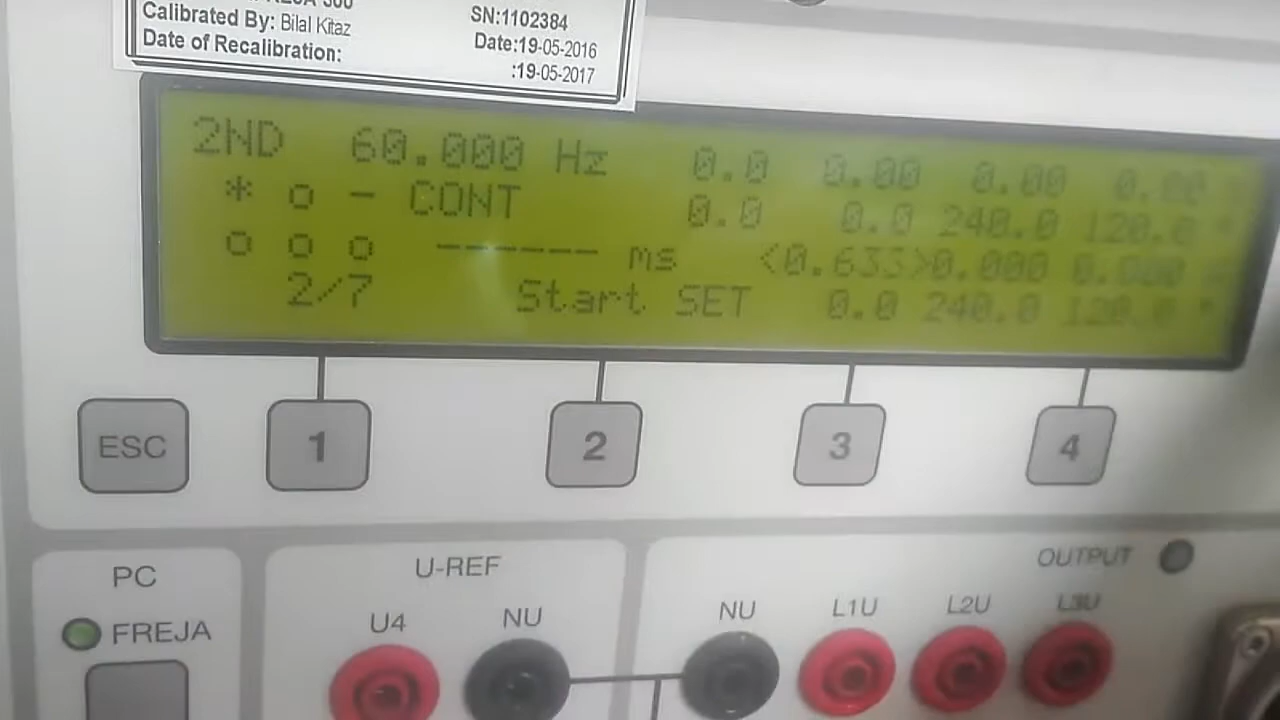 SN:1102384
Calibrated By: Bilal Kitaz
Date:19-05-2016
Date of Recalibration:
:19-05-2017
2ND 60.000 Hz 0.0 0.00 0.00 0.00
* o - CONT 0.0 0.0 240.0 120.0 °
o o o ------ ms <0.633>0.000 0.000
2/7 Start SET 0.0 240.0 120.0 °
ESC 1 2 3 4
PC
U-REF
OUTPUT
FREJA
U4 NU
NU L1U L2U L3U